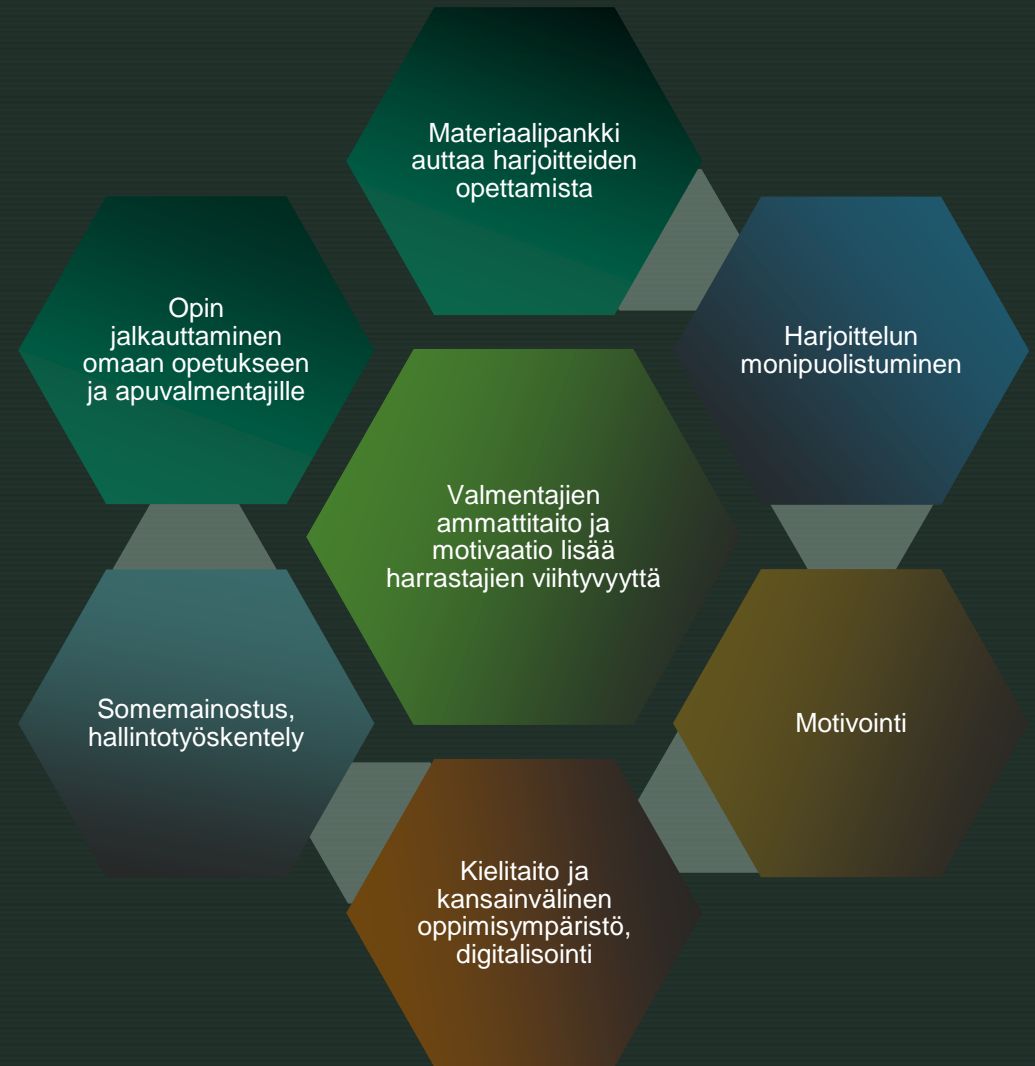 Materiaalipankki
auttaa harjoitteiden
opettamista
Harjoittelun
monipuolistuminen
Motivointi
Kielitaito ja
kansainvälinen
oppimisympäristö,
digitalisointi
Somemainostus,
hallintotyöskentely
Opin
jalkauttaminen
omaan opetukseen
ja apuvalmentajille
Valmentajien
ammattitaito ja
motivaatio lisää
harrastajien viihtyvyyttä